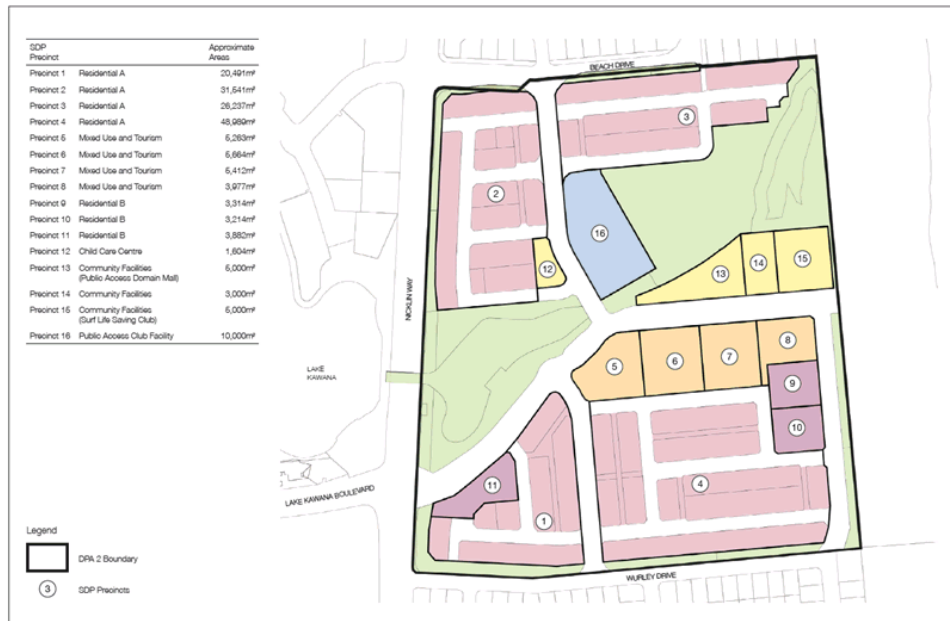 SDP Precinct Approximate Areas
Precinct 1 Residential A 20,491m²
Precinct 2 Residential A 31,541m²
Precinct 3 Residential A 26,237m²
Precinct 4 Residential A 48,989m²
Precinct 5 Mixed Use and Tourism 5,263m²
Precinct 6 Mixed Use and Tourism 5,664m²
Precinct 7 Mixed Use and Tourism 5,412m²
Precinct 8 Mixed Use and Tourism 3,977m²
Precinct 9 Residential B 3,314m²
Precinct 10 Residential B 3,214m²
Precinct 11 Residential B 3,882m²
Precinct 12 Child Care Centre 1,604m²
Precinct 13 Community Facilities 5,000m²
(Public Access Domain Mall)
Precinct 14 Community Facilities 3,000m²
Precinct 15 Community Facilities 5,000m²
(Surf Life Saving Club)
Precinct 16 Public Access Club Facility 10,000m²
BEACH DRIVE
3
2
16
12
13
14
15
NICKLIN WAY
LAKE
KAWANA
5
6
7
8
9
10
11
4
1
LAKE KAWANA BOULEVARD
WURLEY DRIVE
Legend
DPA 2 Boundary
3 SDP Precincts